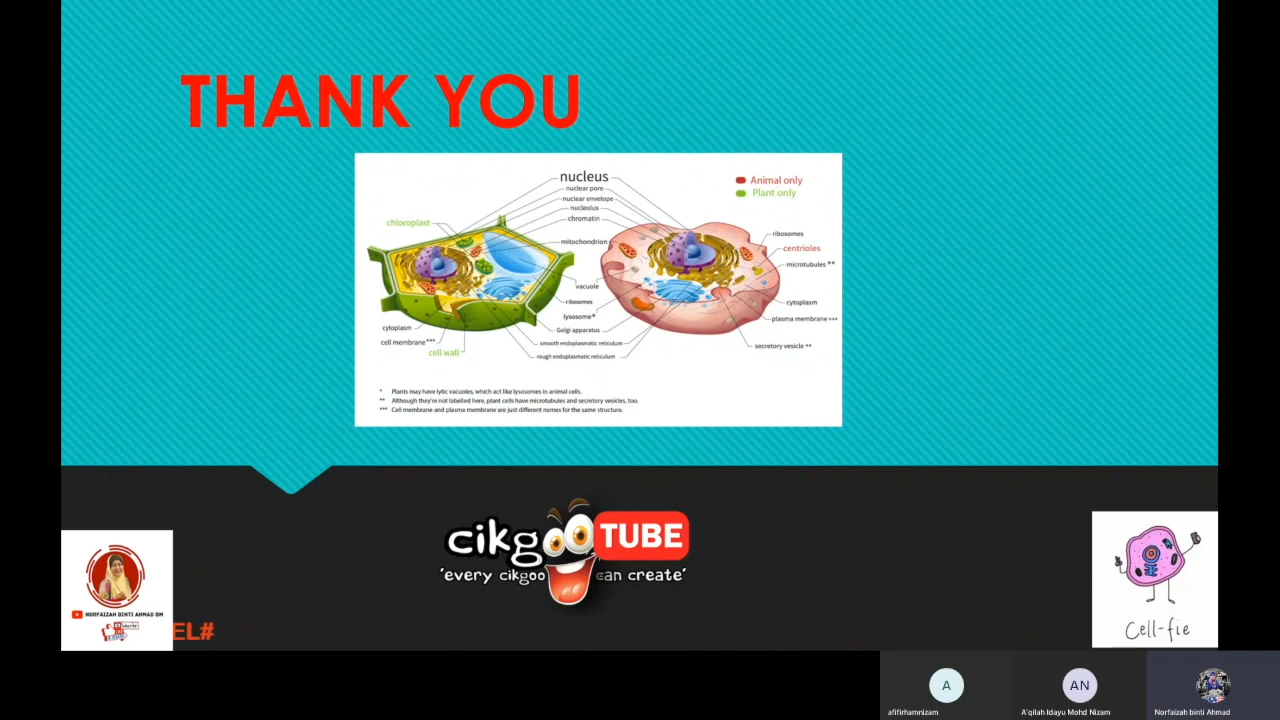 THANK YOU
nucleus
nuclear pore
nuclear envelope
nucleolus
chromatin
mitochondrion
vacuole
ribosomes
lysosome*
Golgi apparatus
smooth endoplasmatic reticulum
rough endoplasmatic reticulum
Animal only
Plant only
chloroplast
cytoplasm
cell membrane***
cell wall
ribosomes
centrioles
microtubules **
cytoplasm
plasma membrane ***
secretory vesicle **
* Plants may have lytic vacuoles, which act like lysosomes in animal cells.
** Although they're not labelled here, plant cells have microtubules and secretory vesicles, too.
*** Cell membrane and plasma membrane are just different names for the same structure.
cikgoo TUBE
'every cikgoo can create'
NORFAIZAH BINTI AHMAD BM
EL#
Cell-fie
A
AN
afifirhamnizam
A'qilah Idayu Mohd Nizam
Norfaizah binti Ahmad